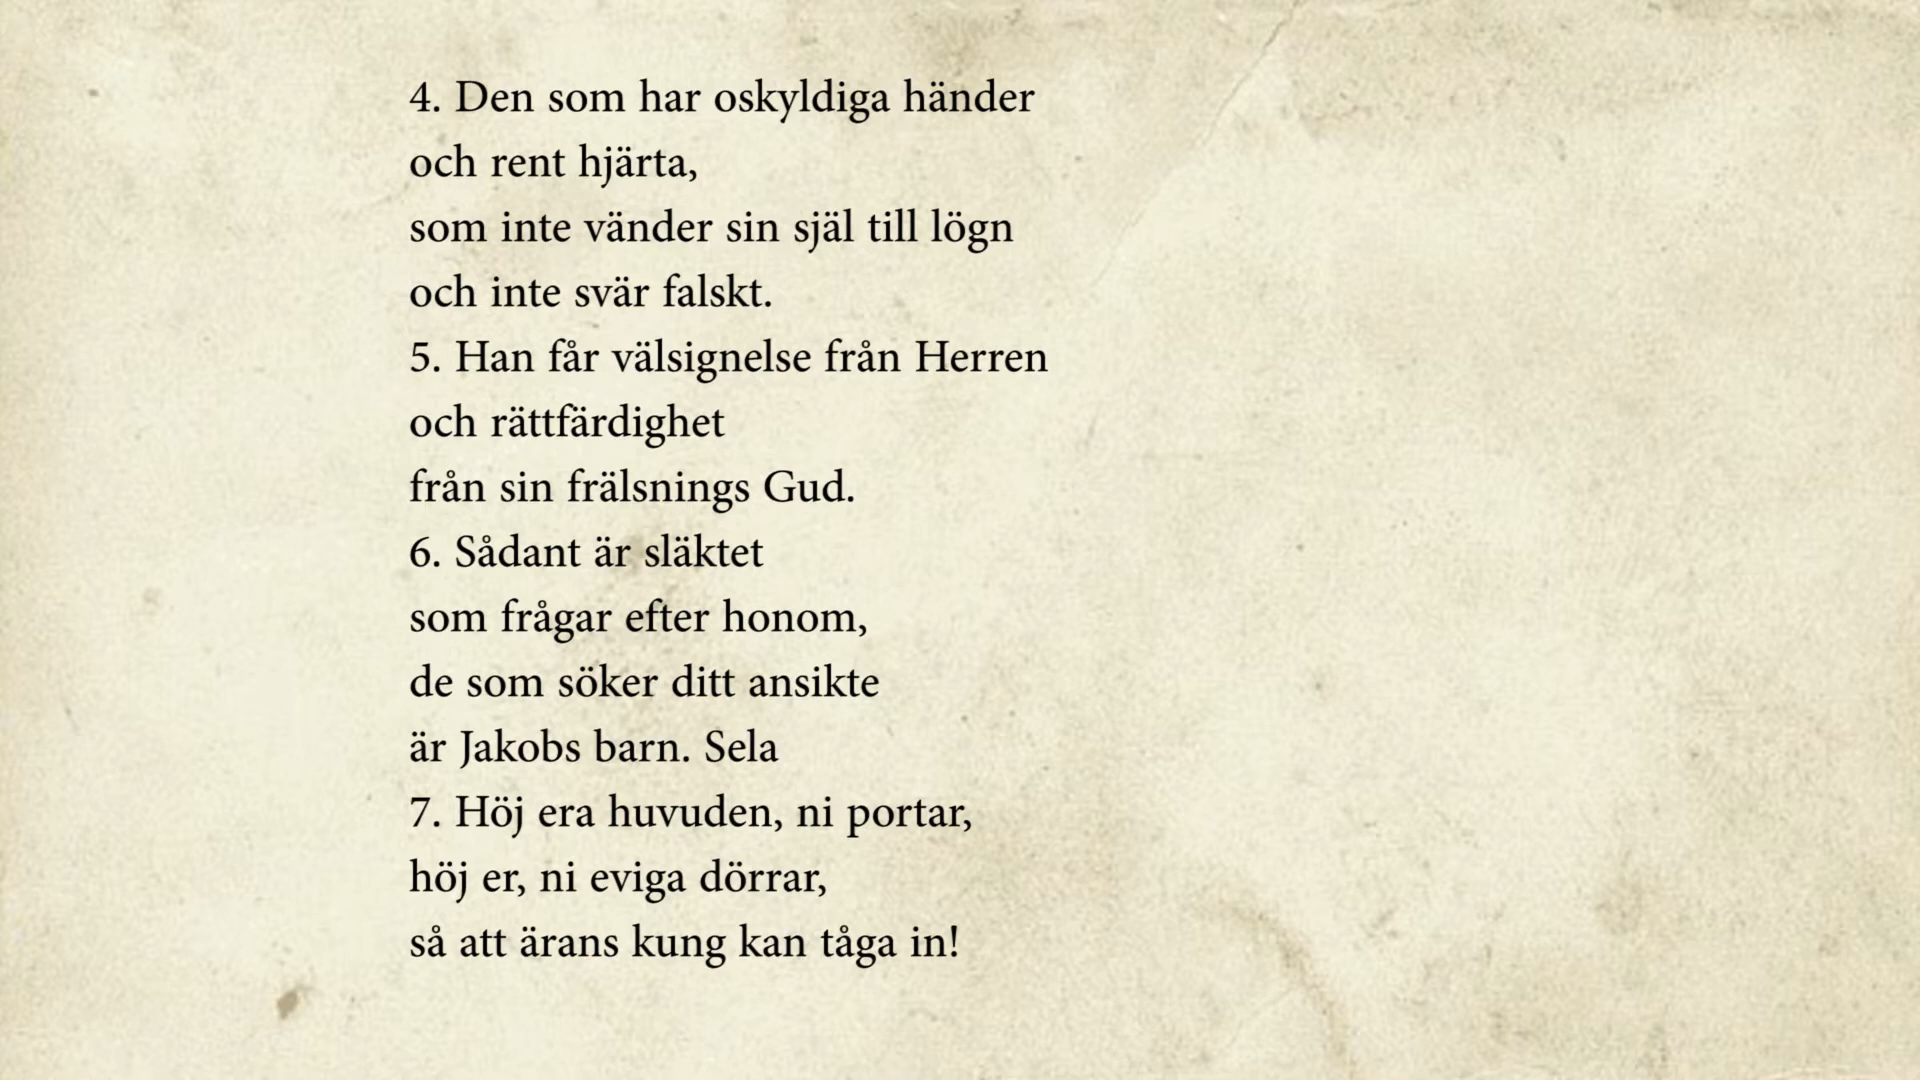 4. Den som har oskyldiga händer
och rent hjärta,
som inte vänder sin själ till lögn
och inte svär falskt.
5. Han får välsignelse från Herren
och rättfärdighet
från sin frälsnings Gud.
6. Sådant är släktet
som frågar efter honom,
de som söker ditt ansikte
är Jakobs barn. Sela
7. Höj era huvuden, ni portar,
höj er, ni eviga dörrar,
så att ärans kung kan tåga in!